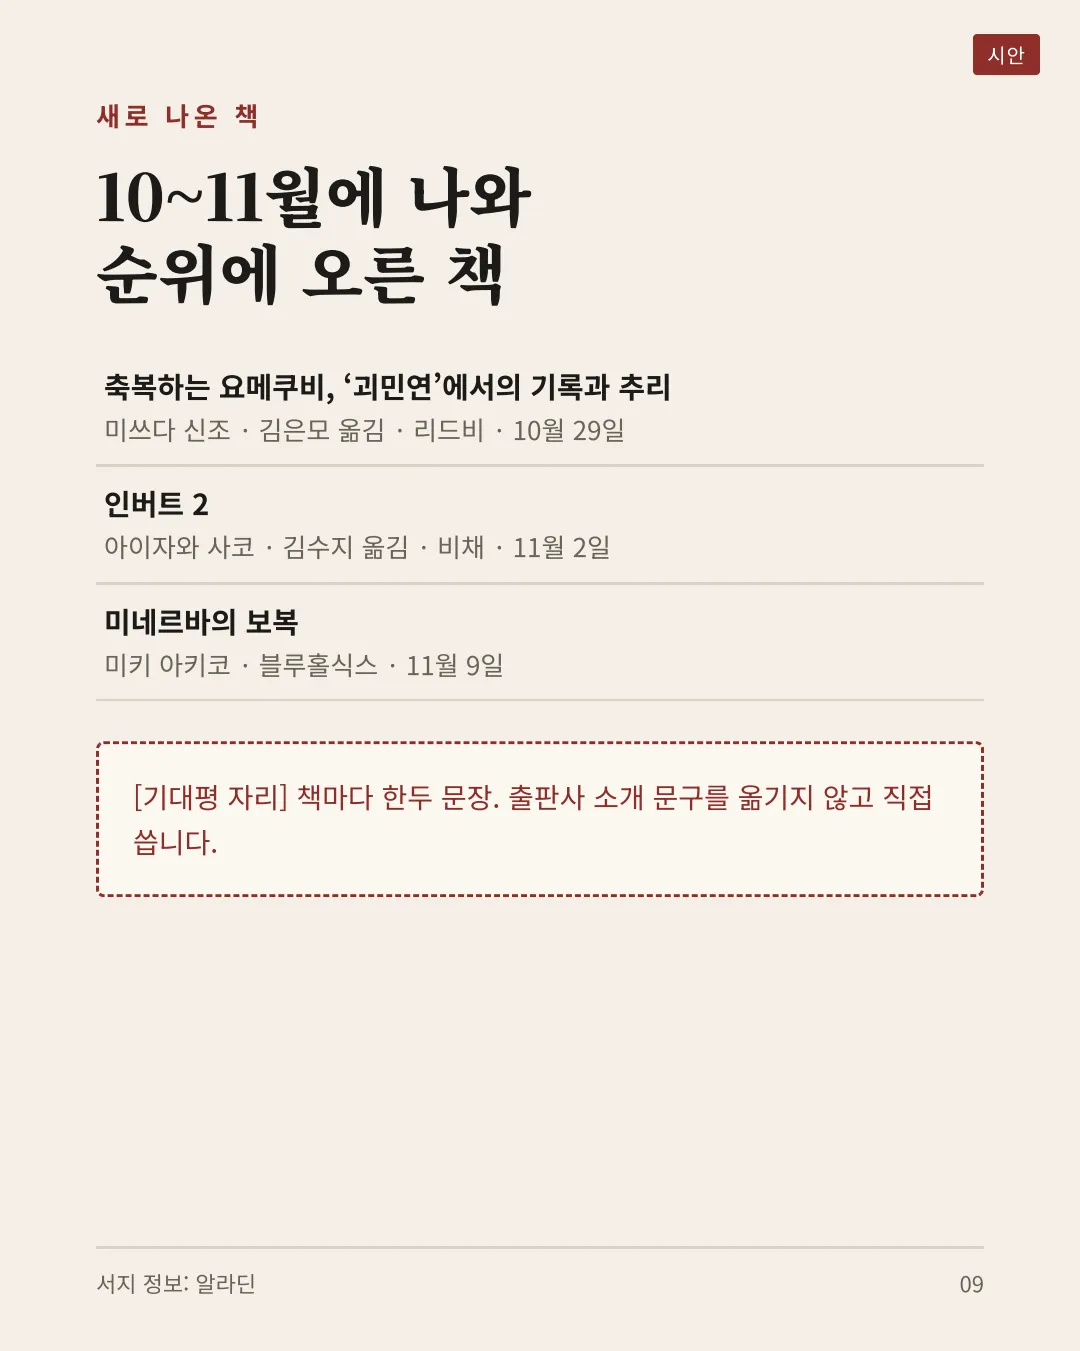 시안
새로 나온 책
10~11월에 나와
순위에 오른 책
축복하는 요메쿠비, ‘괴민연’에서의 기록과 추리
미쓰다 신조 · 김은모 옮김 · 리드비 · 10월 29일
인버트 2
아이자와 사코 · 김수지 옮김 · 비채 · 11월 2일
미네르바의 보복
미키 아키코 · 블루홀식스 · 11월 9일
[기대평 자리] 책마다 한두 문장. 출판사 소개 문구를 옮기지 않고 직접
씁니다.
서지 정보: 알라딘
09